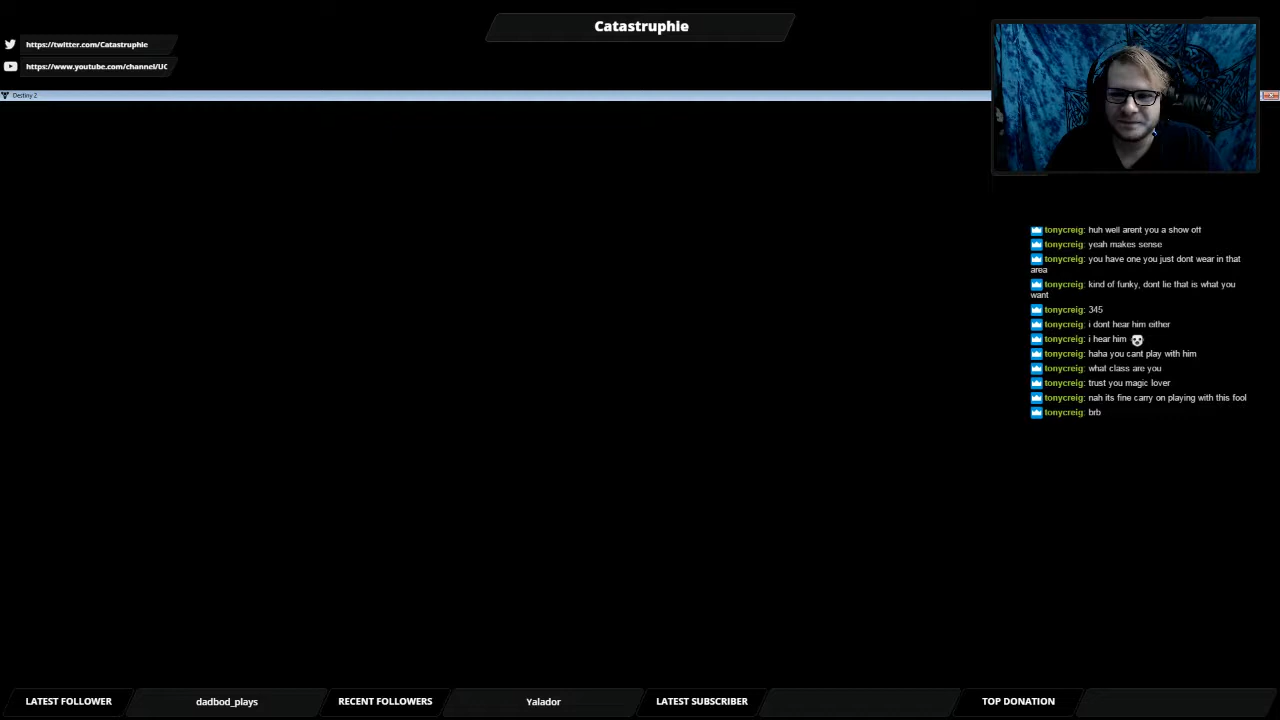 Catastruphie
https://twitter.com/Catastruphie
https://www.youtube.com/channel/UC
Destiny 2
tonycreig: huh well arent you a show off
tonycreig: yeah makes sense
tonycreig: you have one you just dont wear in that
area
tonycreig: kind of funky, dont lie that is what you
want
tonycreig: 345
tonycreig: i dont hear him either
tonycreig: i hear him
tonycreig: haha you cant play with him
tonycreig: what class are you
tonycreig: trust you magic lover
tonycreig: nah its fine carry on playing with this fool
tonycreig: brb
LATEST FOLLOWER
dadbod_plays
RECENT FOLLOWERS
Yalador
LATEST SUBSCRIBER
TOP DONATION